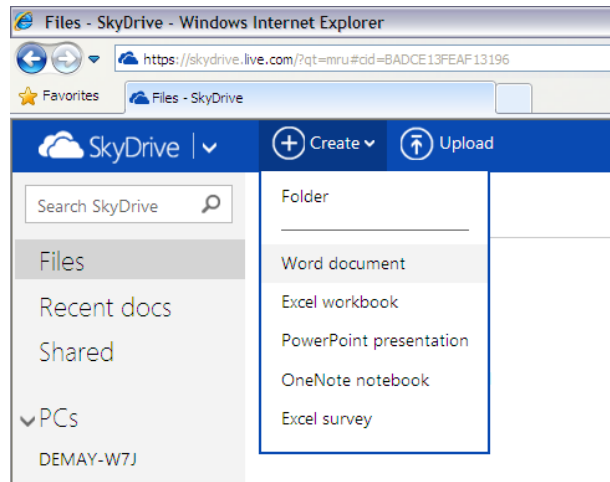 Files - SkyDrive - Windows Internet Explorer
https://skydrive.live.com/?qt=mru#cid=BADCE13FEAF13196
Favorites Files - SkyDrive
SkyDrive Create Upload
Search SkyDrive
Folder
Files
Word document
Recent docs
Excel workbook
Shared
PowerPoint presentation
OneNote notebook
PCs
Excel survey
DEMAY-W7J